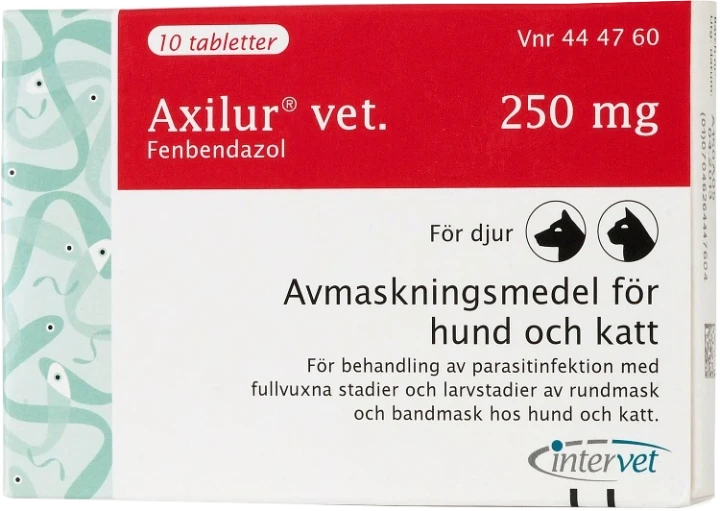 10 tabletter
Vnr 44 47 60
Axilur® vet. 250 mg
Fenbendazol
För djur
Avmaskningsmedel för
hund och katt
För behandling av parasitinfektion med
fullvuxna stadier och larvstadier av rundmask
och bandmask hos hund och katt.
intervet